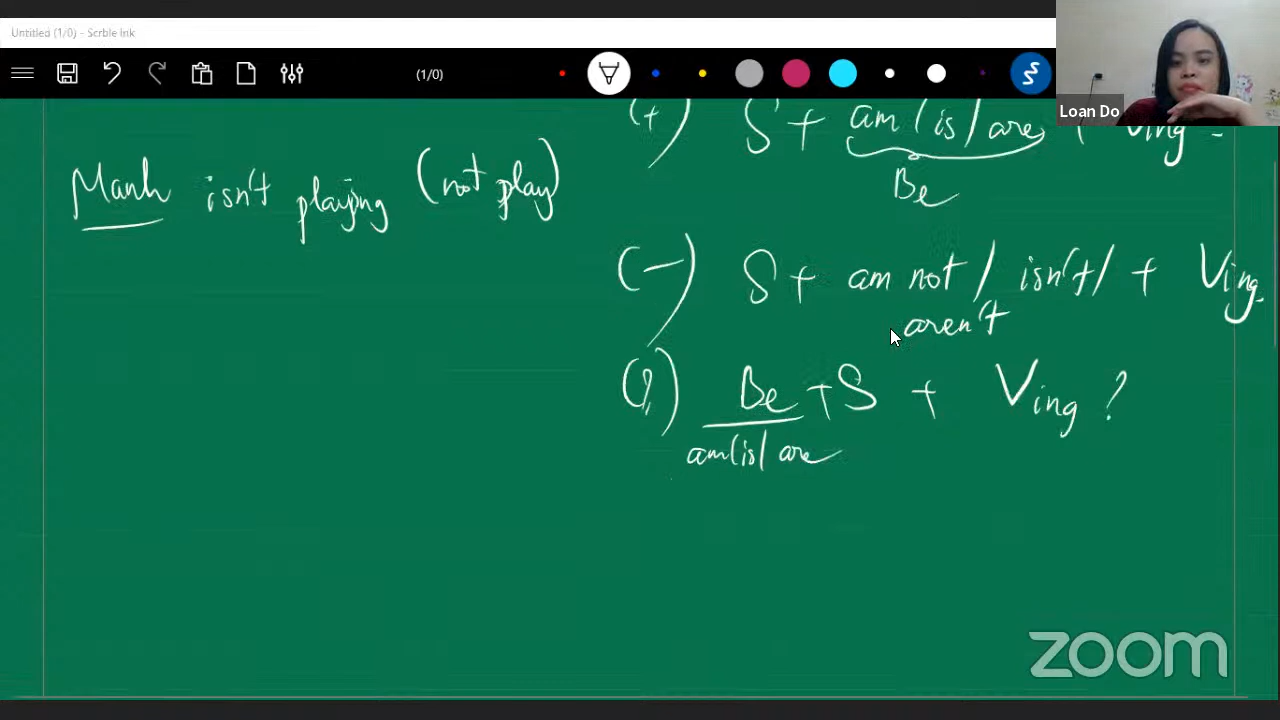 Untitled (1/0) - Scrble Ink
(1/0)
Loan Do
Manh isn't playing (not play)
(+) S + am / is / are + Ving
Be
(-) S + am not / isn't / + Ving
aren't
(?) Be + S + Ving ?
am / is / are
zoom